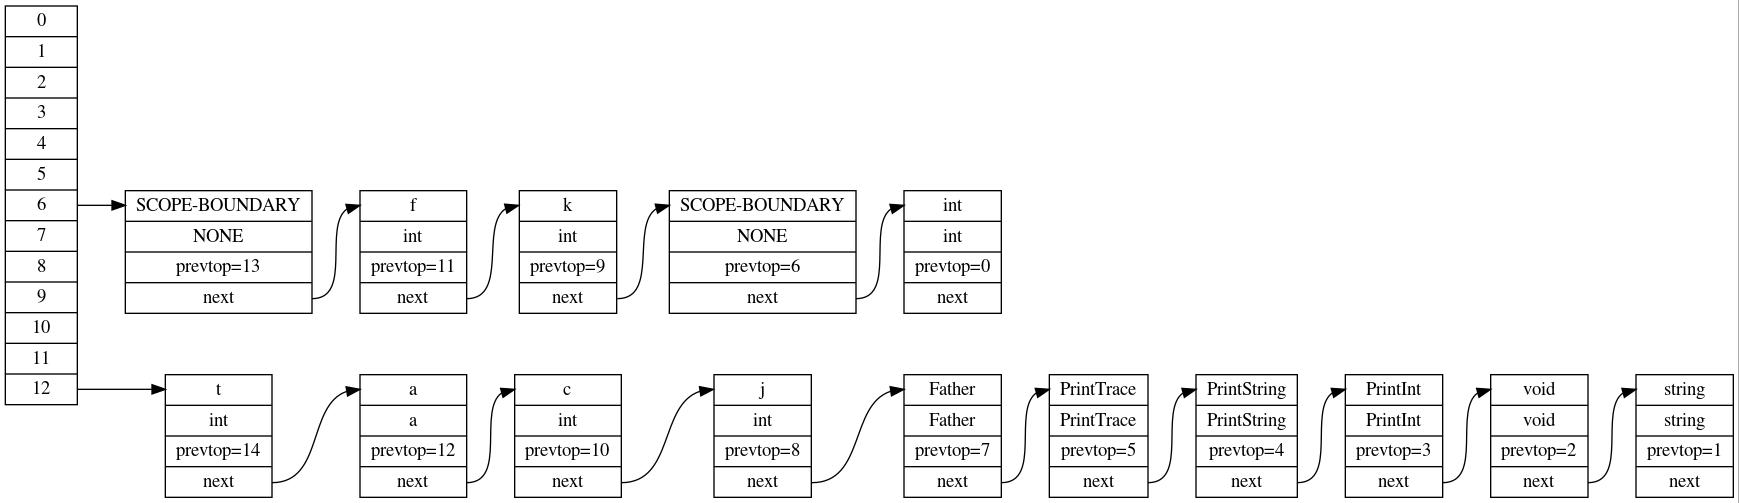 0
1
2
3
4
5
6
7
8
9
10
11
12
SCOPE-BOUNDARY
NONE
prevtop=13
next
f
int
prevtop=11
next
k
int
prevtop=9
next
SCOPE-BOUNDARY
NONE
prevtop=6
next
int
int
prevtop=0
next
t
int
prevtop=14
next
a
a
prevtop=12
next
c
int
prevtop=10
next
j
int
prevtop=8
next
Father
Father
prevtop=7
next
PrintTrace
PrintTrace
prevtop=5
next
PrintString
PrintString
prevtop=4
next
PrintInt
PrintInt
prevtop=3
next
void
void
prevtop=2
next
string
string
prevtop=1
next